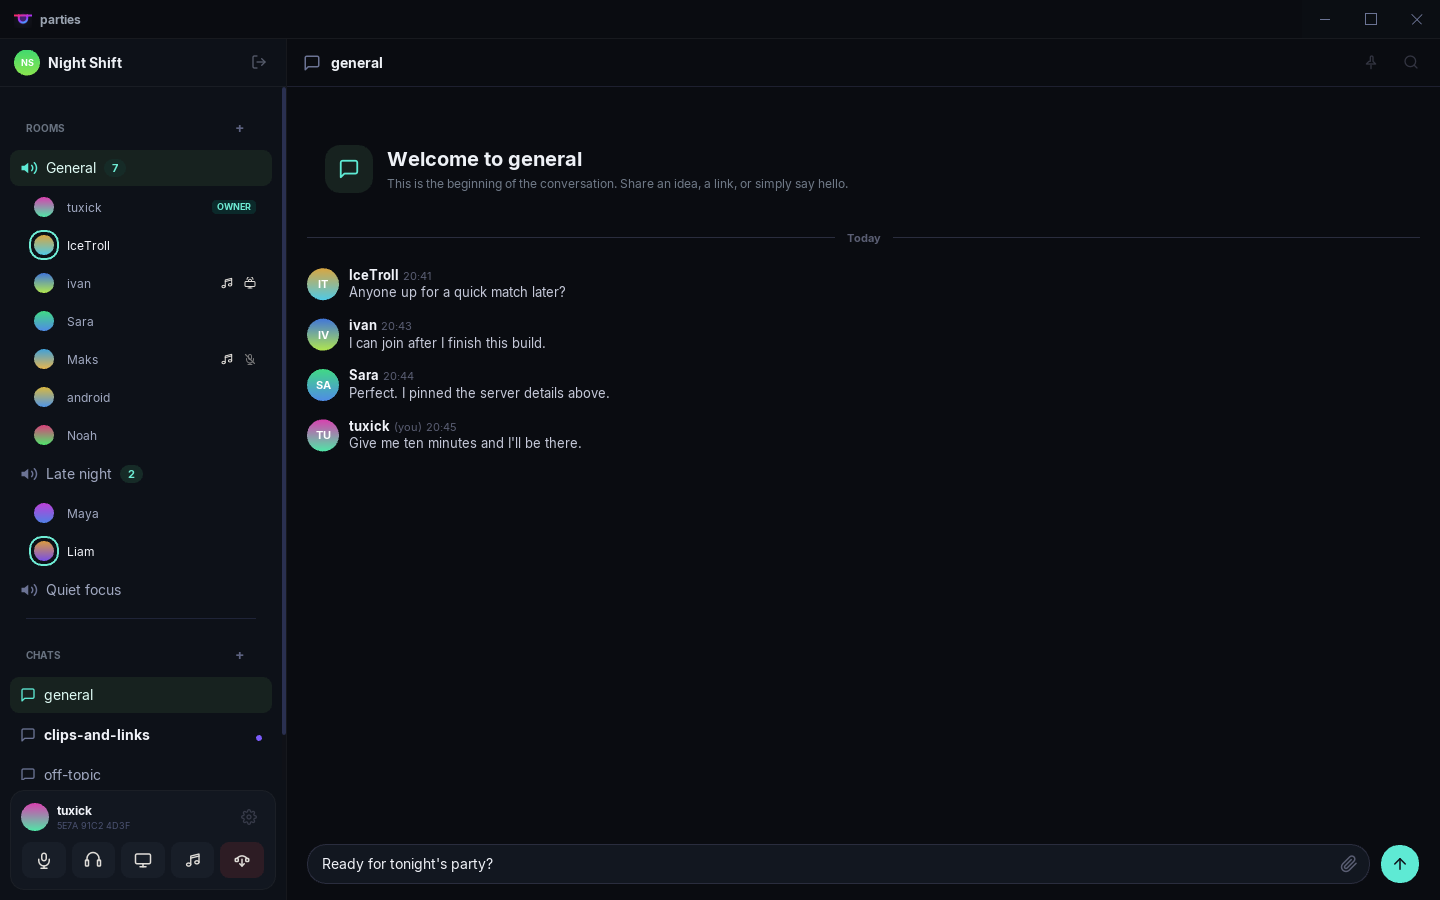 parties
NS Night Shift
general
ROOMS +
General 7
tuxick OWNER
IceTroll
ivan
Sara
Maks
android
Noah
Late night 2
Maya
Liam
Quiet focus
CHATS +
general
clips-and-links
off-topic
tuxick
5E7A 91C2 4D3F
Welcome to general
This is the beginning of the conversation. Share an idea, a link, or simply say hello.
Today
IT IceTroll 20:41
Anyone up for a quick match later?
IV ivan 20:43
I can join after I finish this build.
SA Sara 20:44
Perfect. I pinned the server details above.
TU tuxick (you) 20:45
Give me ten minutes and I'll be there.
Ready for tonight's party?